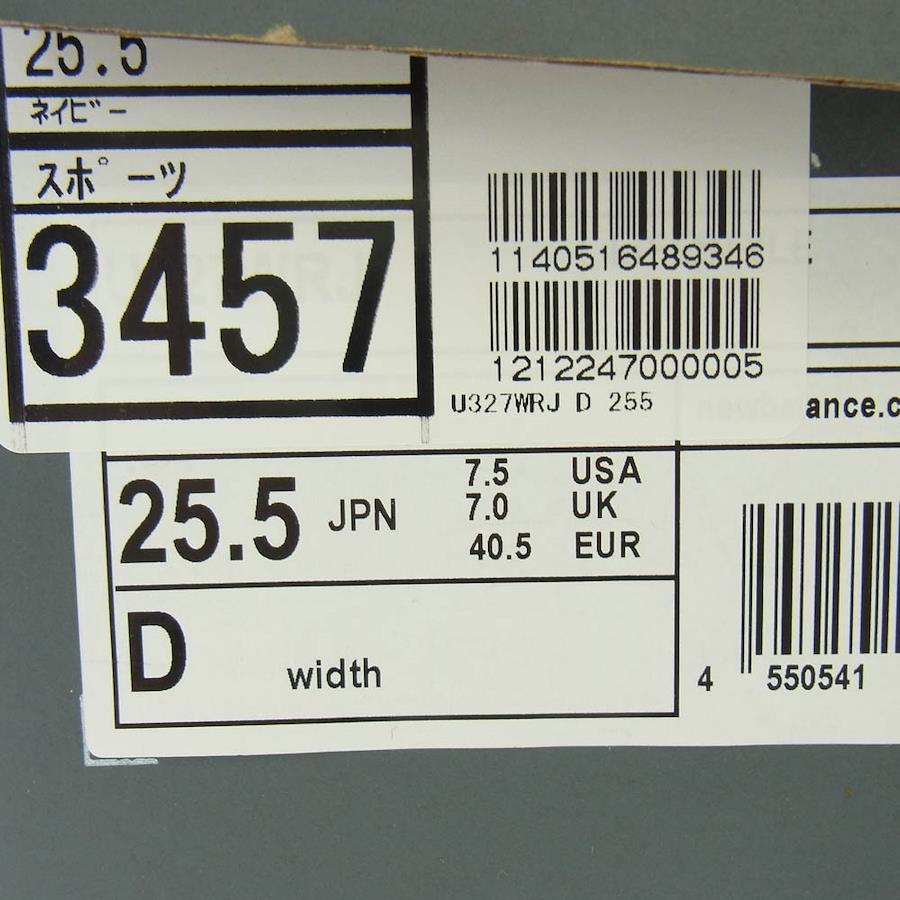 25.5
ネイビー
スポーツ
3457
1140516489346
1212247000005
U327WRJ D 255
ance.c
25.5 JPN
7.5 USA
7.0 UK
40.5 EUR
D width
4 550541